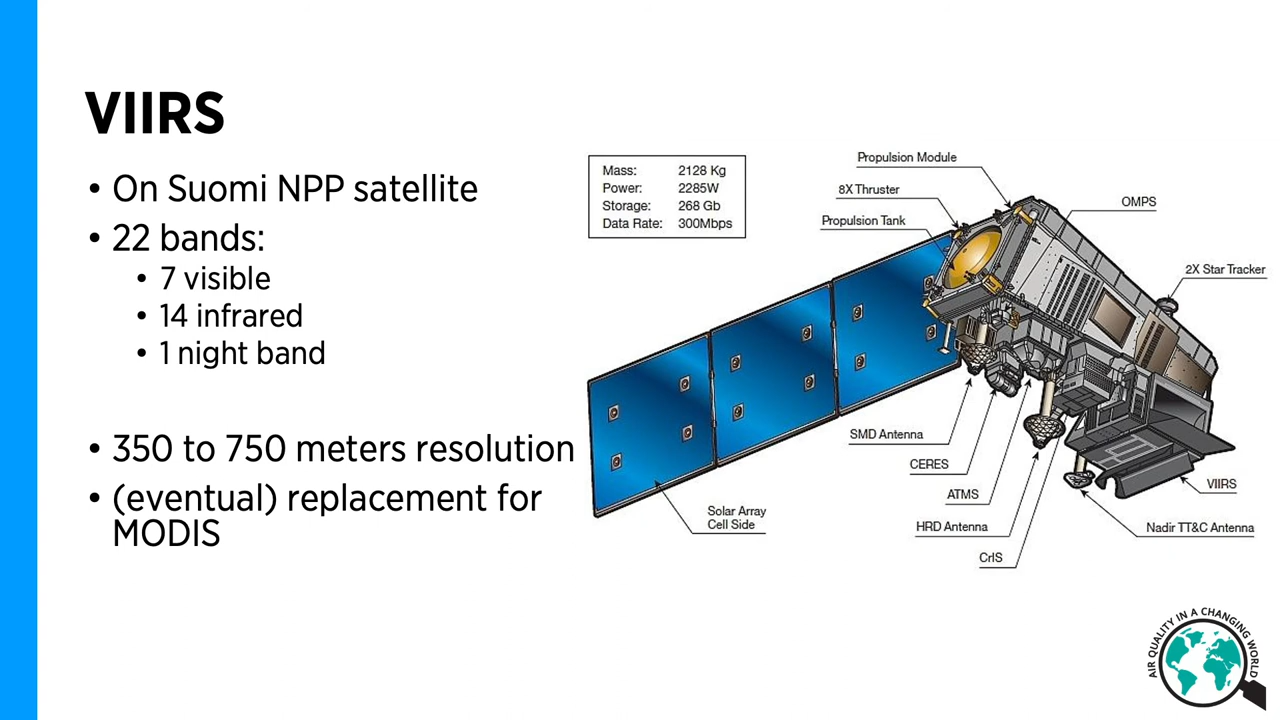 VIIRS
• On Suomi NPP satellite
• 22 bands:
• 7 visible
• 14 infrared
• 1 night band
• 350 to 750 meters resolution
• (eventual) replacement for
MODIS
Mass: 2128 Kg
Power: 2285W
Storage: 268 Gb
Data Rate: 300Mbps
Propulsion Module
8X Thruster
Propulsion Tank
OMPS
2X Star Tracker
SMD Antenna
CERES
ATMS
HRD Antenna
CrIS
VIIRS
Nadir TT&C Antenna
Solar Array
Cell Side
AIR QUALITY IN A CHANGING WORLD